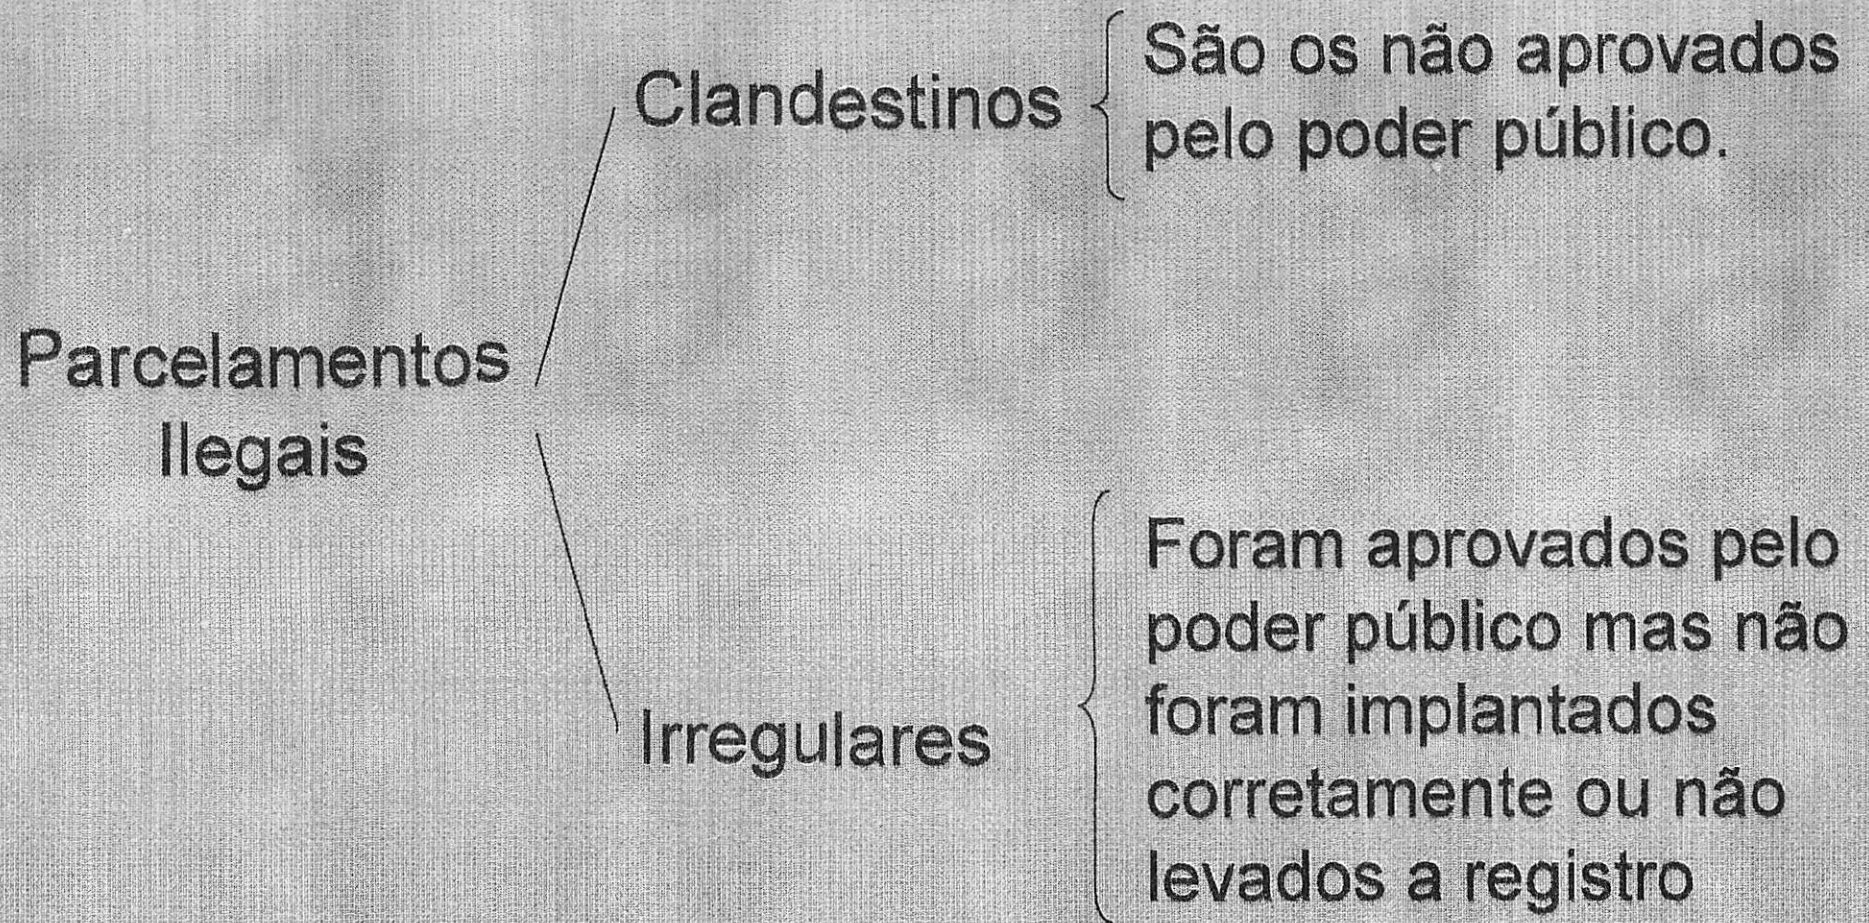 Parcelamentos
Ilegais
Clandestinos
São os não aprovados
pelo poder público.
Irregulares
Foram aprovados pelo
poder público mas não
foram implantados
corretamente ou não
levados a registro